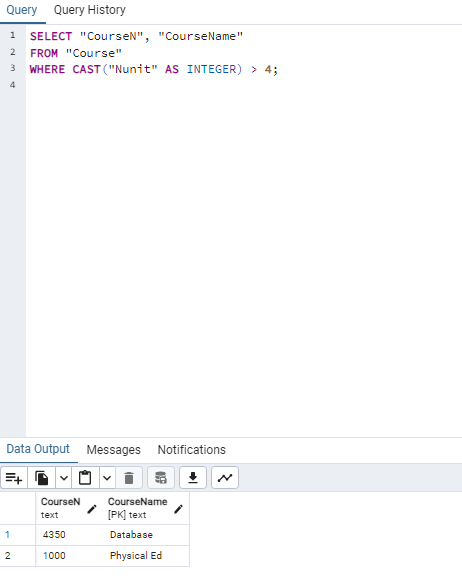 Query Query History
1 SELECT "CourseN", "CourseName"
2 FROM "Course"
3 WHERE CAST("Nunit" AS INTEGER) > 4;
4
Data Output Messages Notifications
CourseN CourseName
text [PK] text
1 4350 Database
2 1000 Physical Ed